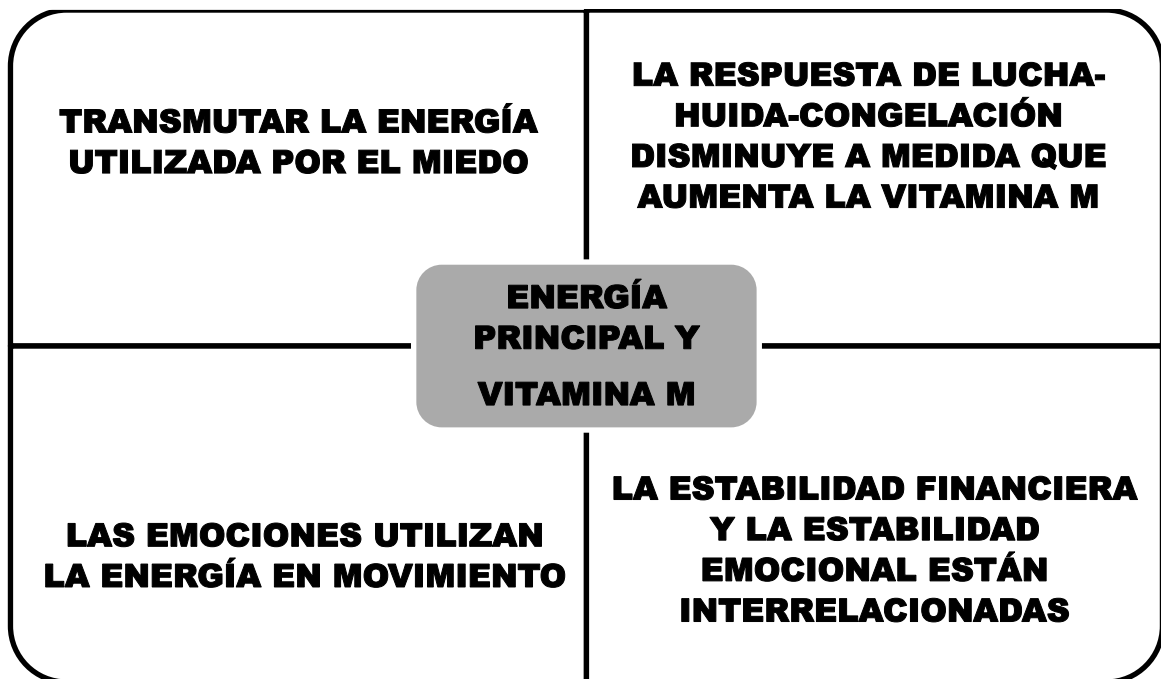 TRANSMUTAR LA ENERGÍA
UTILIZADA POR EL MIEDO
LA RESPUESTA DE LUCHA-
HUIDA-CONGELACIÓN
DISMINUYE A MEDIDA QUE
AUMENTA LA VITAMINA M
ENERGÍA
PRINCIPAL Y
VITAMINA M
LAS EMOCIONES UTILIZAN
LA ENERGÍA EN MOVIMIENTO
LA ESTABILIDAD FINANCIERA
Y LA ESTABILIDAD
EMOCIONAL ESTÁN
INTERRELACIONADAS